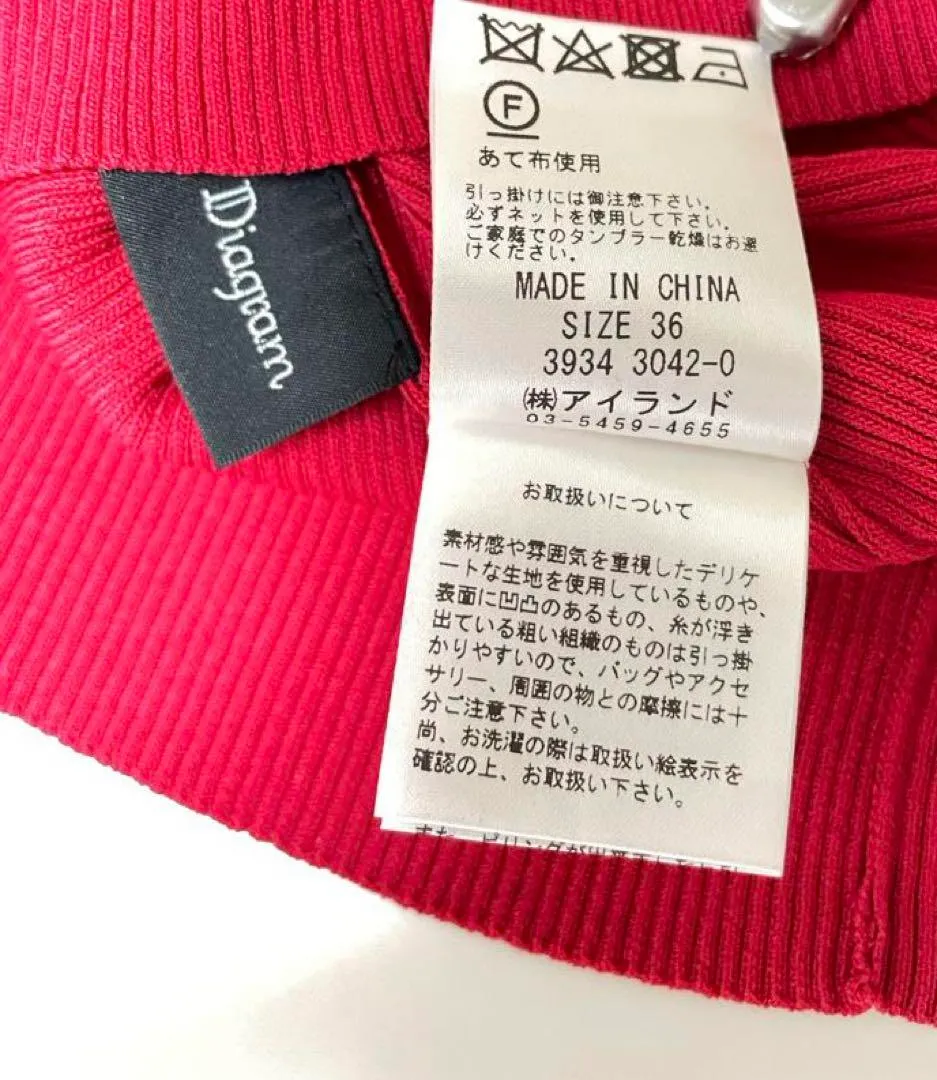 Diagram
F
あて布使用
引っ掛けには御注意下さい。
必ずネットを使用して下さい。
ご家庭でのタンブラー乾燥はお避
けください。
MADE IN CHINA
SIZE 36
3934 3042-0
㈱アイランド
03-5459-4655
お取扱いについて
素材感や雰囲気を重視したデリケ
ートな生地を使用しているものや、
表面に凹凸のあるもの、糸が浮き
出ている粗い組織のものは引っ掛
かりやすいので、バッグやアクセ
サリー、周囲の物との摩擦には十
分ご注意下さい。
尚、お洗濯の際は取扱い絵表示を
確認の上、お取扱い下さい。